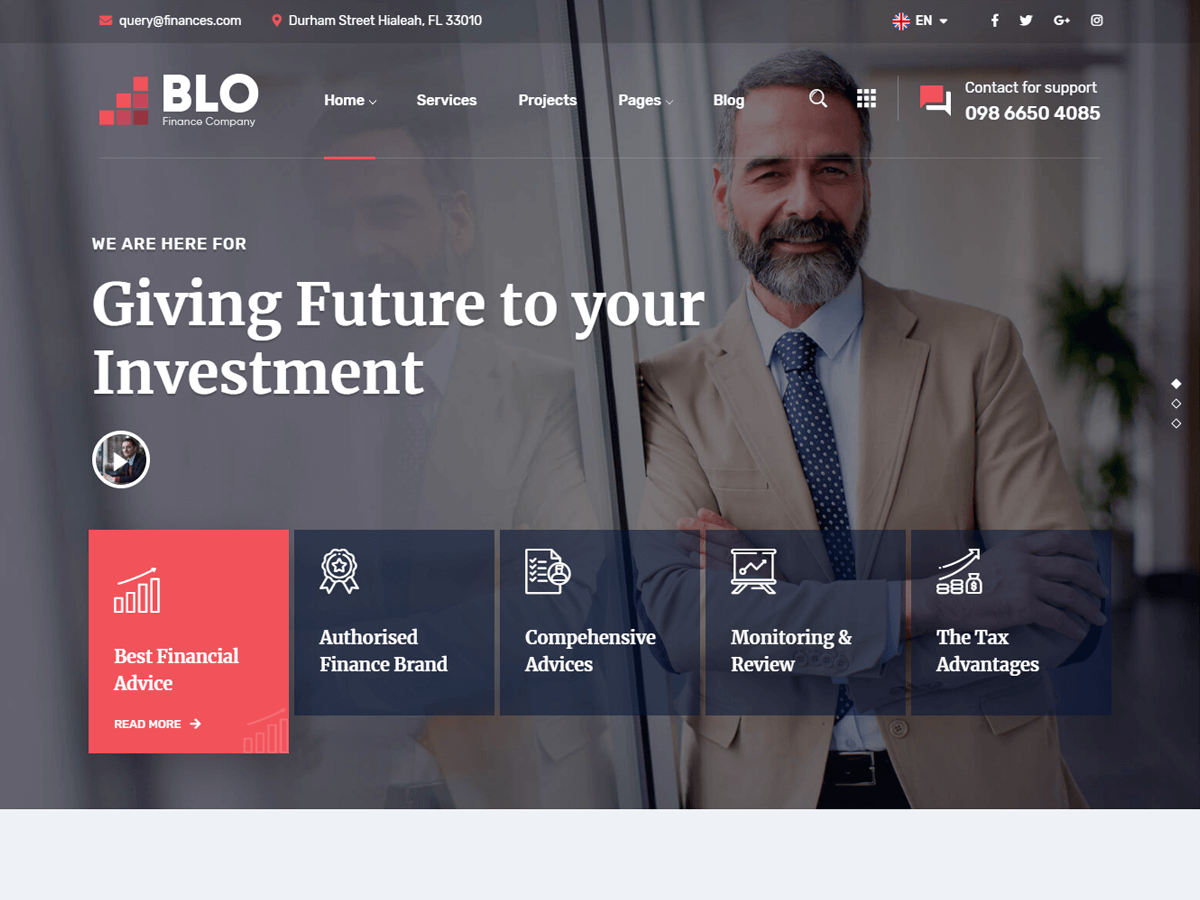 query@finances.com
Durham Street Hialeah, FL 33010
EN
BLO
Finance Company
Home
Services
Projects
Pages
Blog
Contact for support
098 6650 4085
WE ARE HERE FOR
Giving Future to your
Investment
Best Financial
Advice
READ MORE
Authorised
Finance Brand
Compehensive
Advices
Monitoring &
Review
The Tax
Advantages